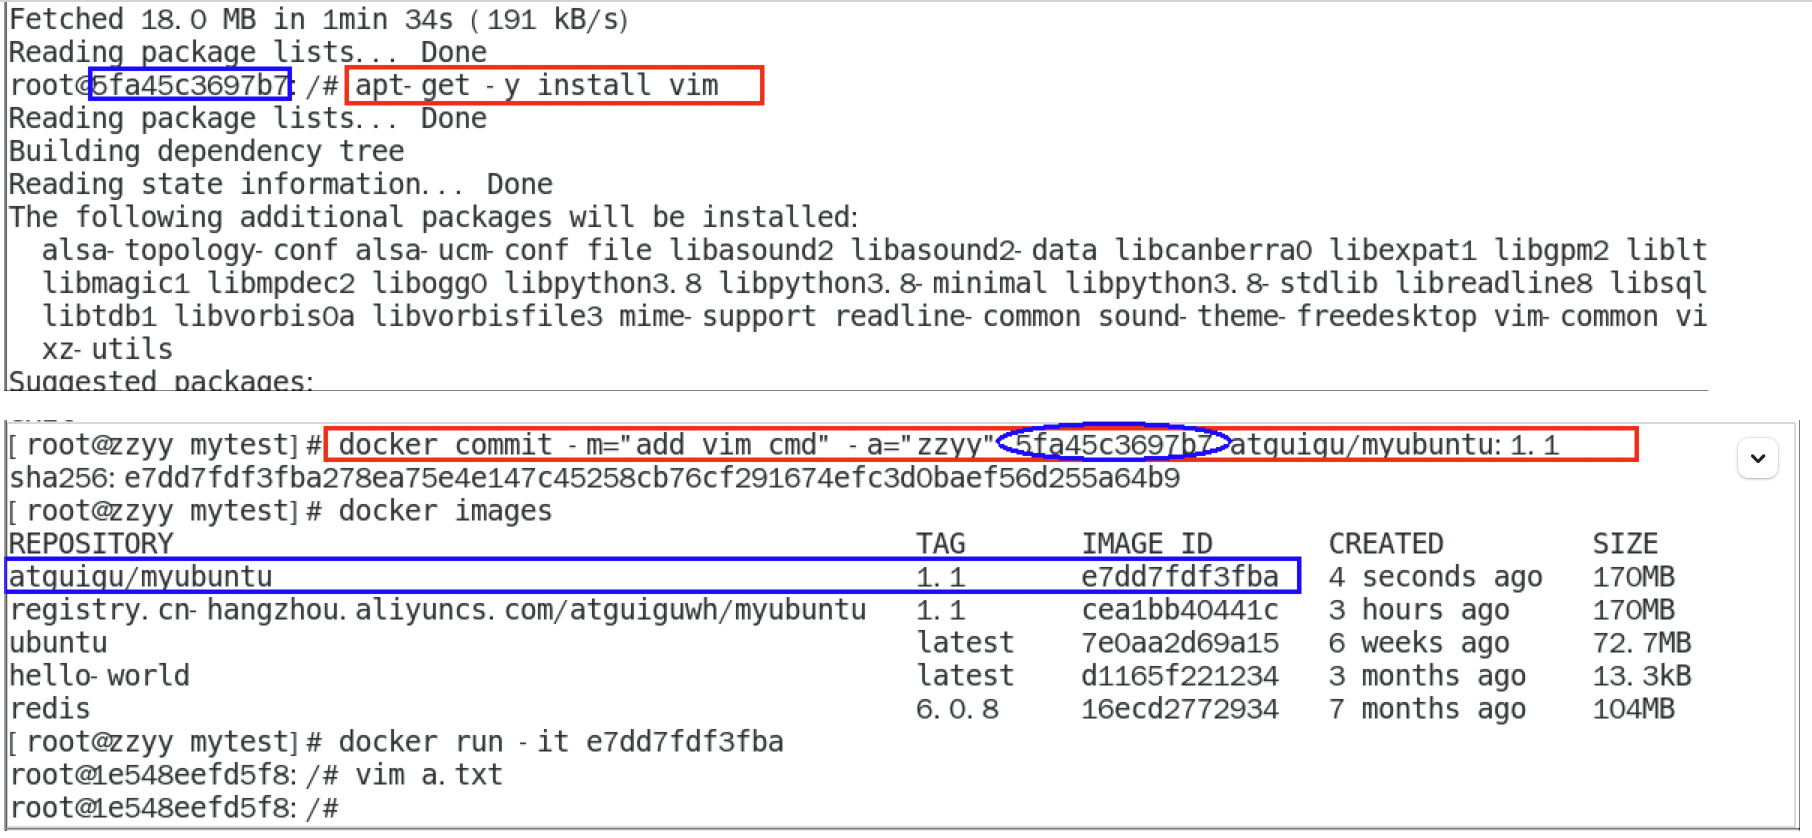 Fetched 18.0 MB in 1min 34s (191 kB/s)
Reading package lists... Done
root@5fa45c3697b7:/# apt-get -y install vim
Reading package lists... Done
Building dependency tree
Reading state information... Done
The following additional packages will be installed:
alsa-topology-conf alsa-ucm-conf file libasound2 libasound2-data libcanberra0 libexpat1 libgpm2 liblt
libmagic1 libmpdec2 libogg0 libpython3.8 libpython3.8-minimal libpython3.8-stdlib libreadline8 libsql
libtdb1 libvorbis0a libvorbisfile3 mime-support readline-common sound-theme-freedesktop vim-common vi
xz-utils
Suggested packages:
[root@zzyy mytest]# docker commit -m="add vim cmd" -a="zzyy" 5fa45c3697b7 atguigu/myubuntu:1.1
sha256:e7dd7fdf3fba278ea75e4e147c45258cb76cf291674efc3d0baef56d255a64b9
[root@zzyy mytest]# docker images
REPOSITORY TAG IMAGE ID CREATED SIZE
atguigu/myubuntu 1.1 e7dd7fdf3fba 4 seconds ago 170MB
registry.cn-hangzhou.aliyuncs.com/atguiguwh/myubuntu 1.1 cea1bb40441c 3 hours ago 170MB
ubuntu latest 7e0aa2d69a15 6 weeks ago 72.7MB
hello-world latest d1165f221234 3 months ago 13.3kB
redis 6.0.8 16ecd2772934 7 months ago 104MB
[root@zzyy mytest]# docker run -it e7dd7fdf3fba
root@1e548eefd5f8:/# vim a.txt
root@1e548eefd5f8:/#